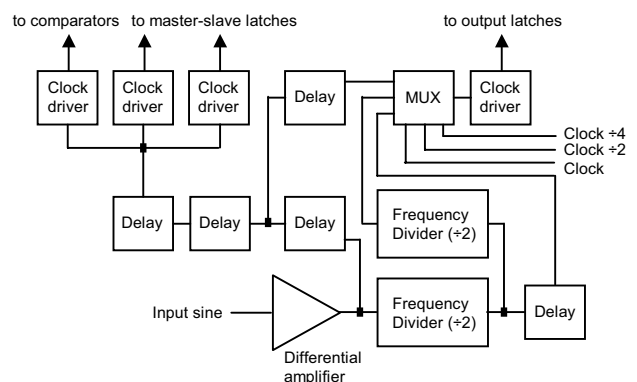 to comparators
to master-slave latches
to output latches
Clock
driver
Clock
driver
Clock
driver
Delay
MUX
Clock
driver
Clock ÷4
Clock ÷2
Clock
Delay
Delay
Delay
Frequency
Divider (÷2)
Input sine
Frequency
Divider (÷2)
Delay
Differential
amplifier